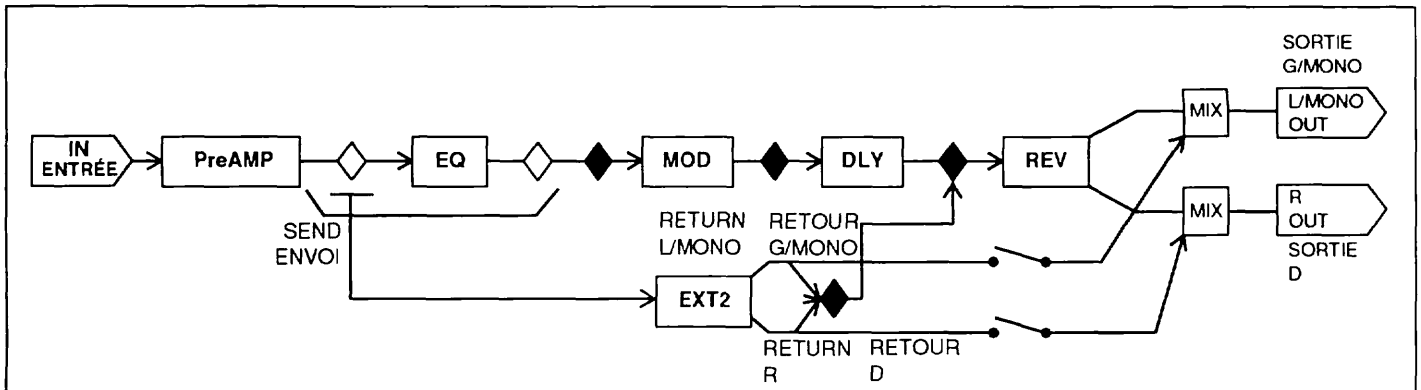 SORTIE
G/MONO
L/MONO
OUT
MIX
IN
ENTRÉE
PreAMP
EQ
MOD
DLY
REV
MIX
R
OUT
SORTIE
D
SEND
ENVOI
RETURN
L/MONO
RETOUR
G/MONO
EXT2
RETURN
R
RETOUR
D